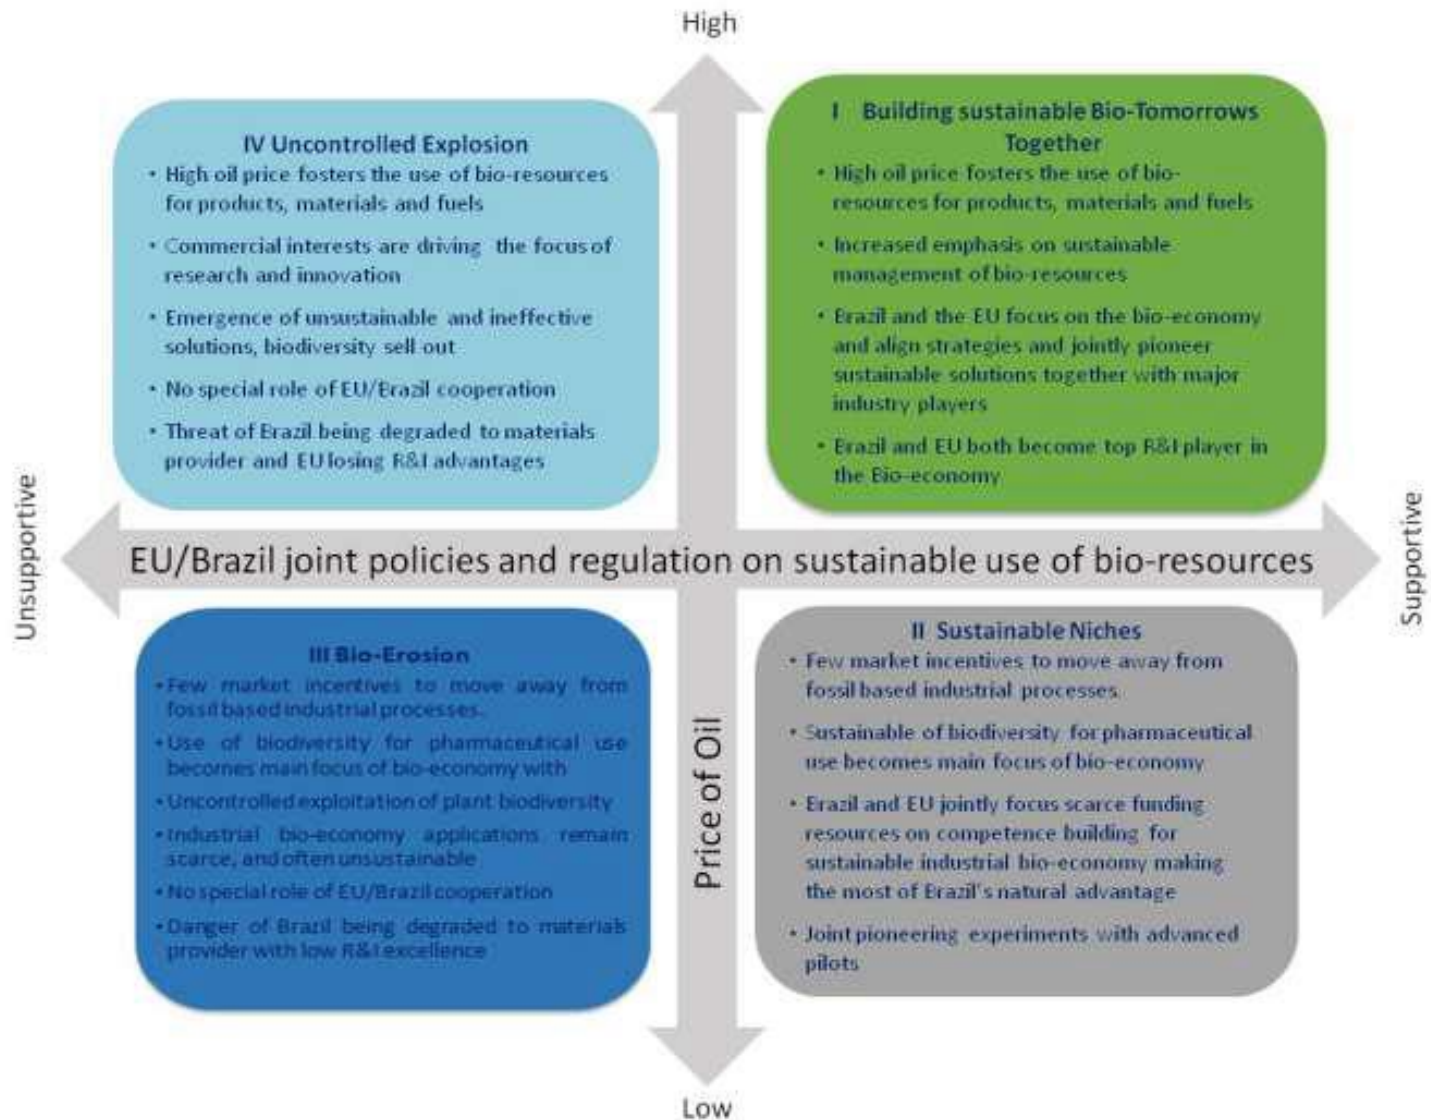 High
IV Uncontrolled Explosion
• High oil price fosters the use of bio-resources
for products, materials and fuels
• Commercial interests are driving the focus of
research and innovation
• Emergence of unsustainable and ineffective
solutions, biodiversity sell out
• No special role of EU/Brazil cooperation
• Threat of Brazil being degraded to materials
provider and EU losing R&I advantages
I Building sustainable Bio-Tomorrows
Together
• High oil price fosters the use of bio-
resources for products, materials and fuels
• Increased emphasis on sustainable
management of bio-resources
• Brazil and the EU focus on the bio-economy
and align strategies and jointly pioneer
sustainable solutions together with major
industry players
• Brazil and EU both become top R&I player in
the Bio-economy
Unsupportive
EU/Brazil joint policies and regulation on sustainable use of bio-resources
Supportive
III Bio-Erosion
• Few market incentives to move away from
fossil based industrial processes.
• Use of biodiversity for pharmaceutical use
becomes main focus of bio-economy with
• Uncontrolled exploitation of plant biodiversity
• Industrial bio-economy applications remain
scarce, and often unsustainable
• No special role of EU/Brazil cooperation
• Danger of Brazil being degraded to materials
provider with low R&I excellence
Price of Oil
II Sustainable Niches
• Few market incentives to move away from
fossil based industrial processes.
• Sustainable of biodiversity for pharmaceutical
use becomes main focus of bio-economy
• Brazil and EU jointly focus scarce funding
resources on competence building for
sustainable industrial bio-economy making
the most of Brazil's natural advantage
• Joint pioneering experiments with advanced
pilots
Low